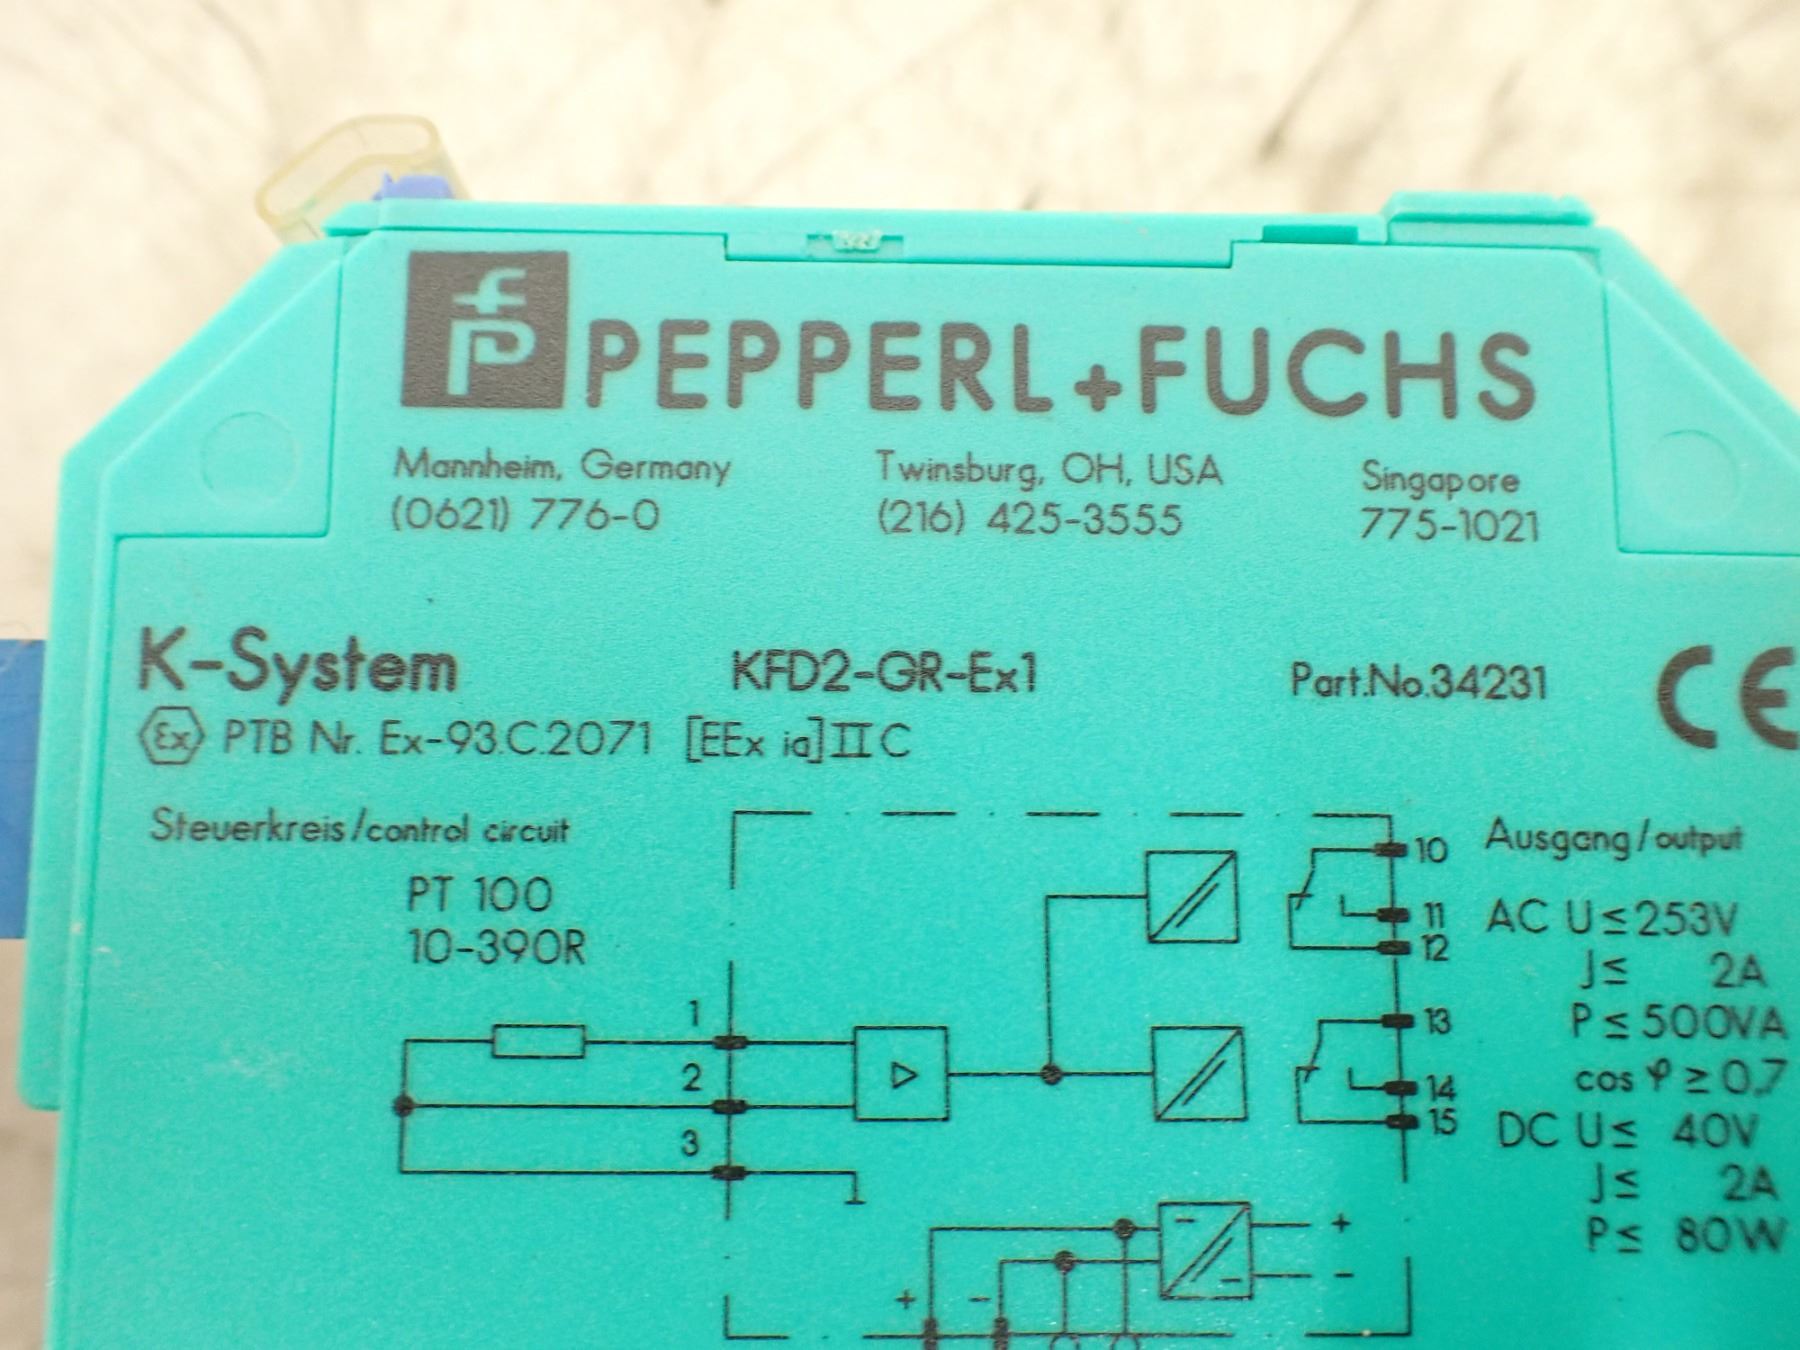 fp PEPPERL+FUCHS
Mannheim, Germany Twinsburg, OH, USA Singapore
(0621) 776-0 (216) 425-3555 775-1021
K-System KFD2-GR-Ex1 Part.No.34231 CE
Ex PTB Nr. Ex-93.C.2071 [EEx ia] II C
Steuerkreis/control circuit
PT 100
10-390R
1
2
3
10
11
12
13
14
15
Ausgang/output
AC U≤253V
J≤ 2A
P≤500VA
cos φ≥0,7
DC U≤ 40V
J≤ 2A
P≤ 80W
+
-
+ -